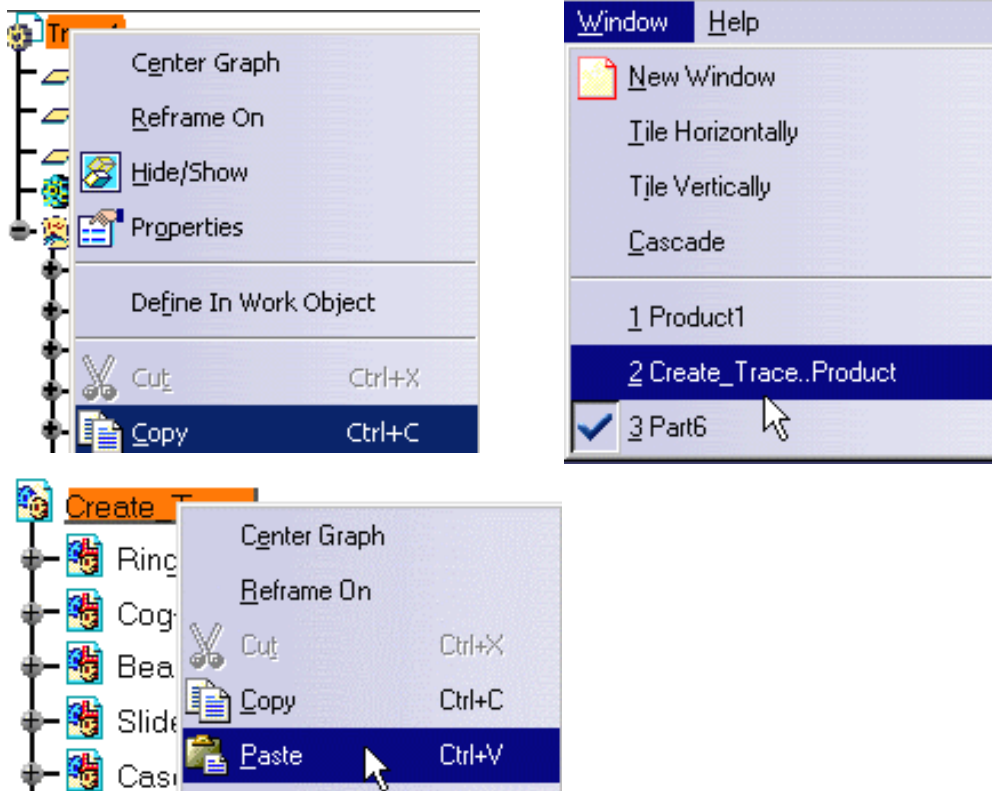 Center Graph
Reframe On
Hide/Show
Properties
Define In Work Object
Cut Ctrl+X
Copy Ctrl+C
Window Help
New Window
Tile Horizontally
Tile Vertically
Cascade
1 Product1
2 Create_Trace..Product
3 Part6
Create_T
Ring
Cog
Bea
Slide
Cas
Center Graph
Reframe On
Cut Ctrl+X
Copy Ctrl+C
Paste Ctrl+V